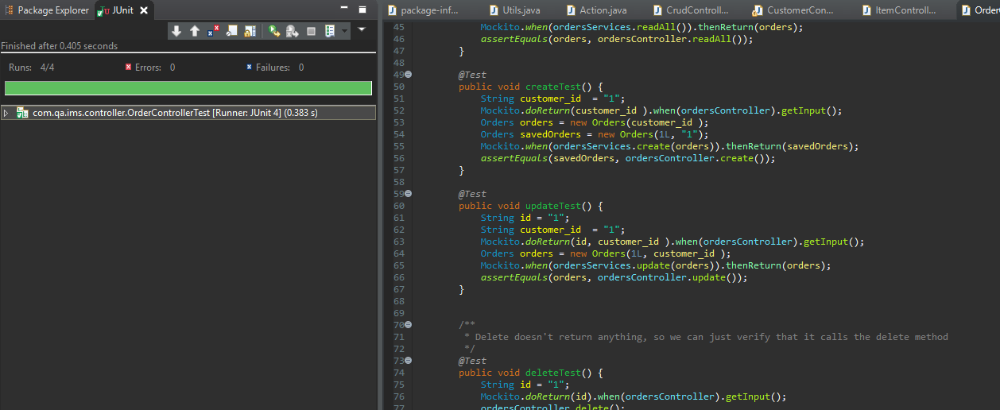 Package Explorer JUnit
Finished after 0.405 seconds
Runs: 4/4 Errors: 0 Failures: 0
com.qa.ims.controller.OrderControllerTest [Runner: JUnit 4] (0.383 s)
package-inf... Utils.java Action.java CrudControll... CustomerCon... ItemControll... Order
45 Mockito.when(ordersServices.readAll()).thenReturn(orders);
46 assertEquals(orders, ordersController.readAll());
47 }
48
49 @Test
50 public void createTest() {
51 String customer_id  = "1";
52 Mockito.doReturn(customer_id ).when(ordersController).getInput();
53 Orders orders = new Orders(customer_id );
54 Orders savedOrders = new Orders(1L, "1");
55 Mockito.when(ordersServices.create(orders)).thenReturn(savedOrders);
56 assertEquals(savedOrders, ordersController.create());
57 }
58
59 @Test
60 public void updateTest() {
61 String id = "1";
62 String customer_id  = "1";
63 Mockito.doReturn(id, customer_id ).when(ordersController).getInput();
64 Orders orders = new Orders(1L, customer_id );
65 Mockito.when(ordersServices.update(orders)).thenReturn(orders);
66 assertEquals(orders, ordersController.update());
67 }
68
69
70 /**
71 * Delete doesn't return anything, so we can just verify that it calls the delete method
72 */
73 @Test
74 public void deleteTest() {
75 String id = "1";
76 Mockito.doReturn(id).when(ordersController).getInput();
77 ordersController.delete();